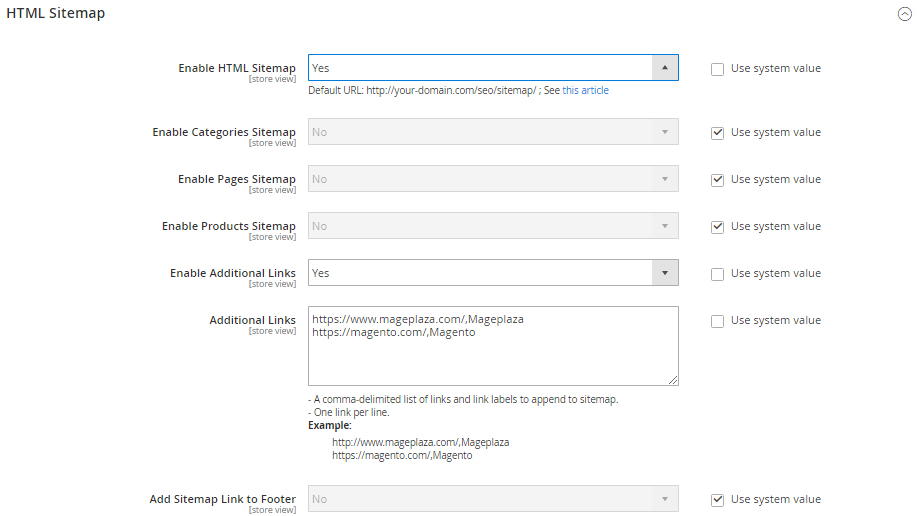 HTML Sitemap
Enable HTML Sitemap Yes Use system value
[store view]
Default URL: http://your-domain.com/seo/sitemap/ ; See this article
Enable Categories Sitemap No Use system value
[store view]
Enable Pages Sitemap No Use system value
[store view]
Enable Products Sitemap No Use system value
[store view]
Enable Additional Links Yes Use system value
[store view]
Additional Links https://www.mageplaza.com/,Mageplaza Use system value
[store view] https://magento.com/,Magento
- A comma-delimited list of links and link labels to append to sitemap.
- One link per line.
Example:
http://www.mageplaza.com/,Mageplaza
https://magento.com/,Magento
Add Sitemap Link to Footer No Use system value
[store view]